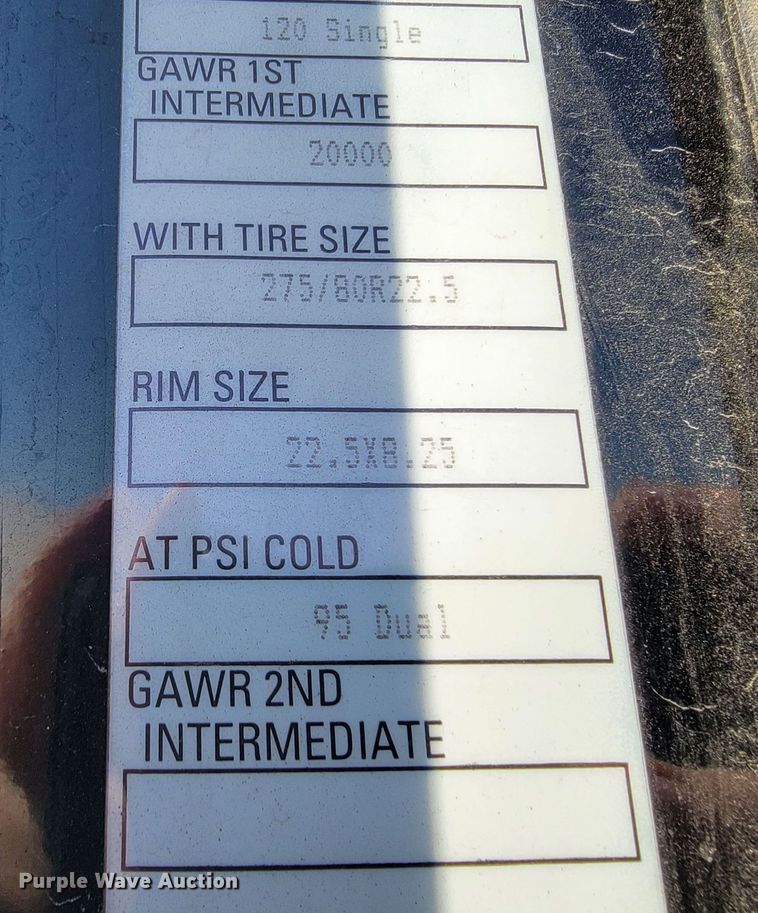 120 Single
GAWR 1ST
INTERMEDIATE
20000
WITH TIRE SIZE
275/80R22.5
RIM SIZE
22.5X8.25
AT PSI COLD
95 Dual
GAWR 2ND
INTERMEDIATE
Purple Wave Auction